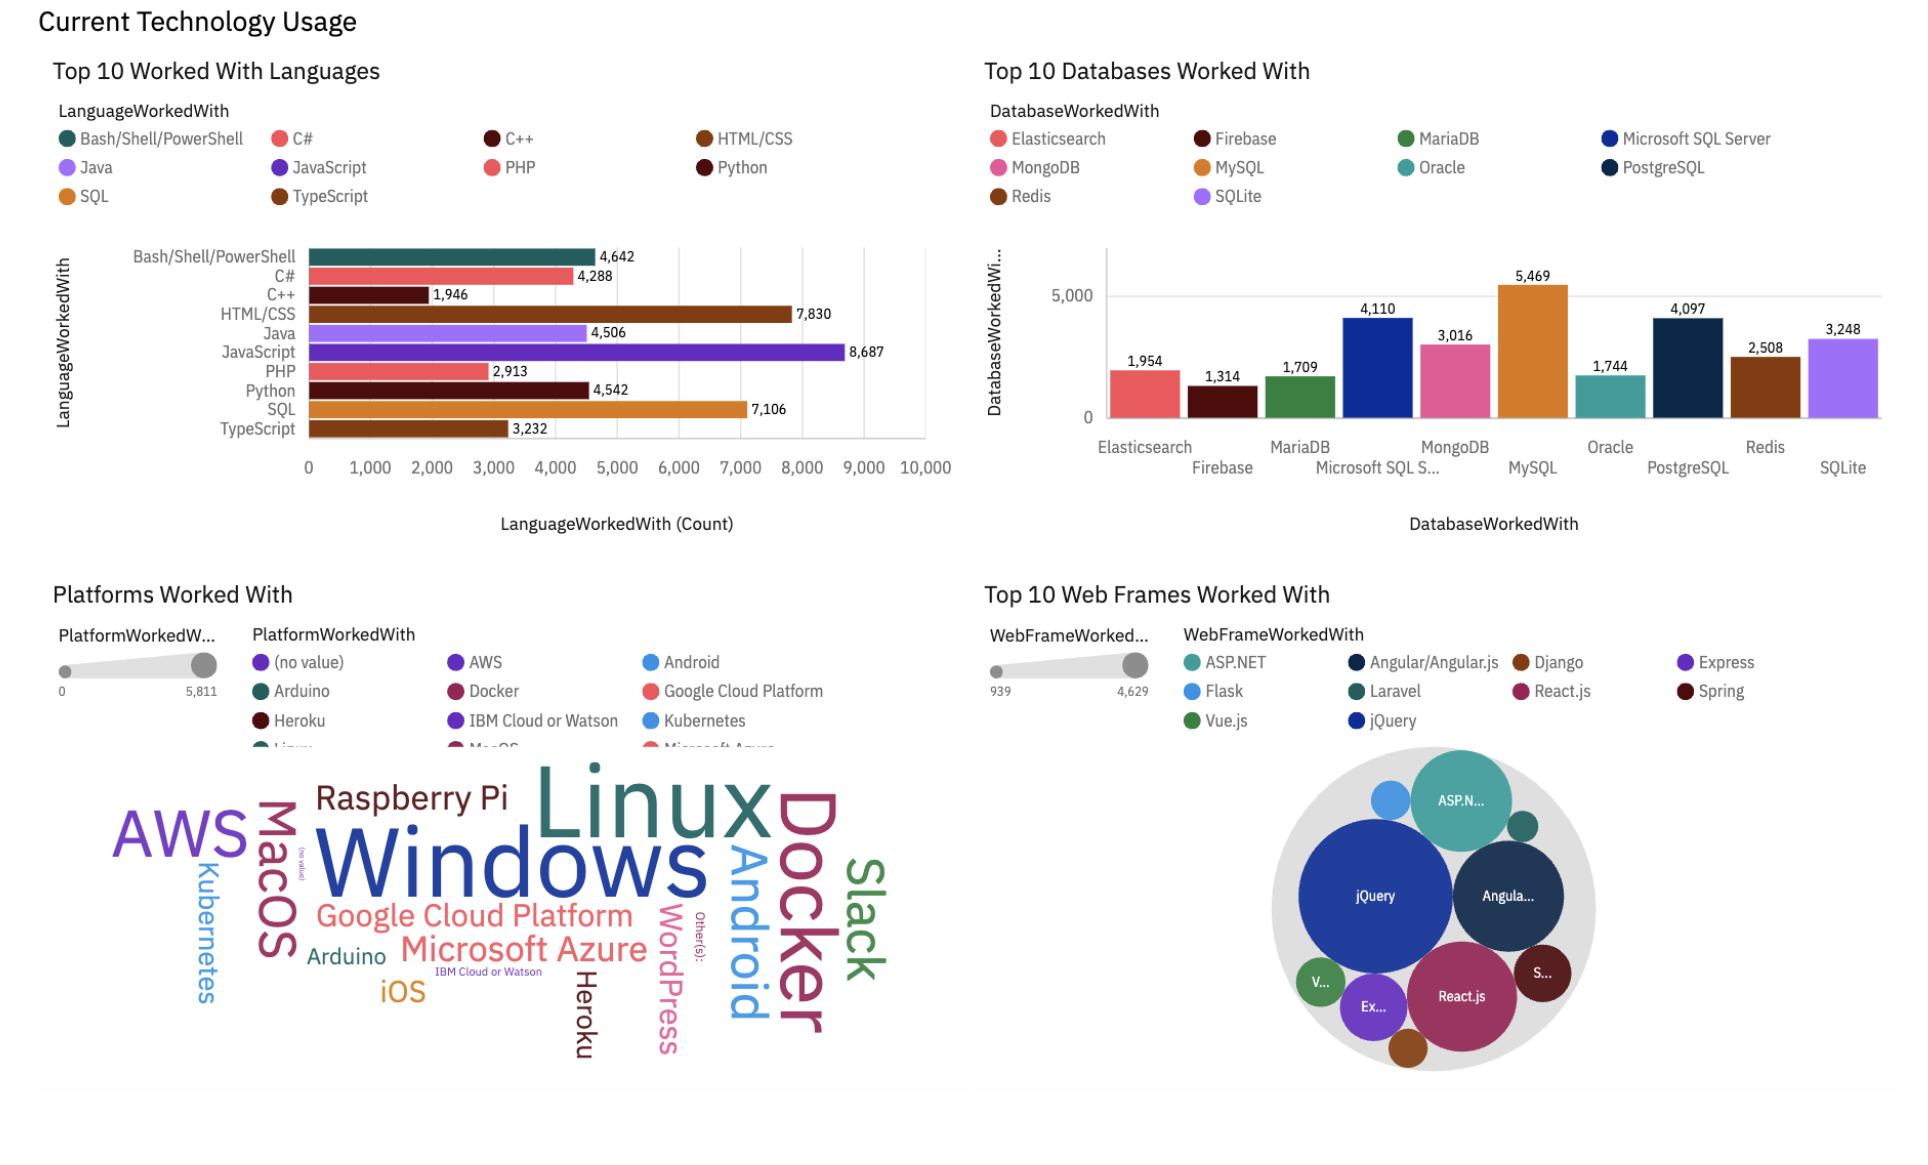 Current Technology Usage
Top 10 Worked With Languages
LanguageWorkedWith
Bash/Shell/PowerShell
C#
C++
HTML/CSS
Java
JavaScript
PHP
Python
SQL
TypeScript
LanguageWorkedWith
Bash/Shell/PowerShell 4,642
C# 4,288
C++ 1,946
HTML/CSS 7,830
Java 4,506
JavaScript 8,687
PHP 2,913
Python 4,542
SQL 7,106
TypeScript 3,232
0 1,000 2,000 3,000 4,000 5,000 6,000 7,000 8,000 9,000 10,000
LanguageWorkedWith (Count)
Top 10 Databases Worked With
DatabaseWorkedWith
Elasticsearch
Firebase
MariaDB
Microsoft SQL Server
MongoDB
MySQL
Oracle
PostgreSQL
Redis
SQLite
DatabaseWorkedWi...
5,000
0
1,954
1,314
1,709
4,110
3,016
5,469
1,744
4,097
2,508
3,248
Elasticsearch
Firebase
MariaDB
Microsoft SQL S...
MongoDB
MySQL
Oracle
PostgreSQL
Redis
SQLite
DatabaseWorkedWith
Platforms Worked With
PlatformWorkedW...
0 5,811
PlatformWorkedWith
(no value)
AWS
Android
Arduino
Docker
Google Cloud Platform
Heroku
IBM Cloud or Watson
Kubernetes
Linux
MacOS
Microsoft Azure
AWS
Kubernetes
MacOS
(no value)
Raspberry Pi
Linux
Windows
Google Cloud Platform
Arduino
Microsoft Azure
IBM Cloud or Watson
iOS
Heroku
WordPress
Other(s):
Android
Docker
Slack
Top 10 Web Frames Worked With
WebFrameWorked...
939 4,629
WebFrameWorkedWith
ASP.NET
Angular/Angular.js
Django
Express
Flask
Laravel
React.js
Spring
Vue.js
jQuery
ASP.N...
jQuery
Angula...
V...
Ex...
React.js
S...